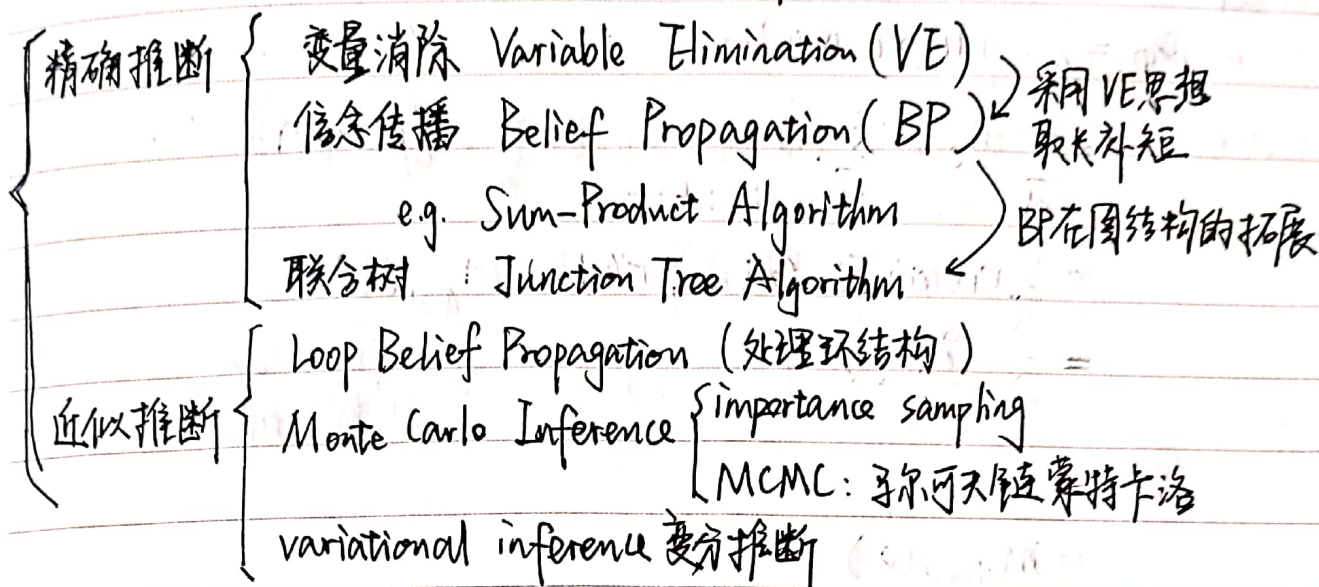 精确推断
变量消除 Variable Elimination (VE)
信念传播 Belief Propagation (BP)
采用VE思想
取长补短
e.g. Sum-Product Algorithm
BP在图结构的拓展
联合树 Junction Tree Algorithm
近似推断
Loop Belief Propagation (处理环结构)
Monte Carlo Inference
importance sampling
MCMC: 马尔可夫链蒙特卡洛
variational inference 变分推断